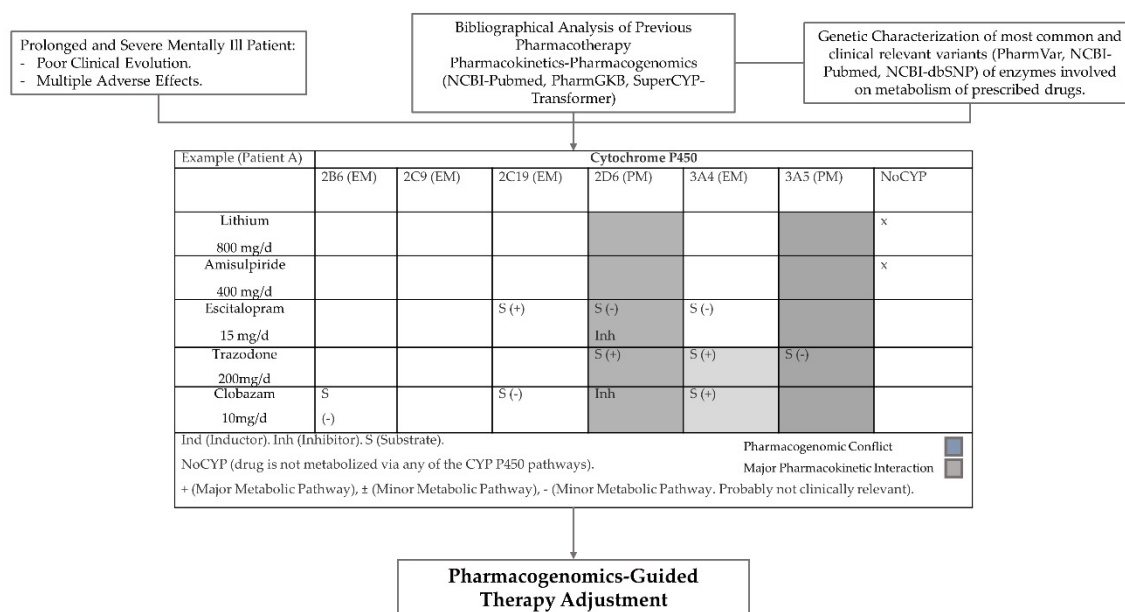 Prolonged and Severe Mentally Ill Patient:
- Poor Clinical Evolution.
- Multiple Adverse Effects.
Bibliographical Analysis of Previous
Pharmacotherapy
Pharmacokinetics-Pharmacogenomics
(NCBI-Pubmed, PharmGKB, SuperCYP-
Transformer)
Genetic Characterization of most common and
clinical relevant variants (PharmVar, NCBI-
Pubmed, NCBI-dbSNP) of enzymes involved
on metabolism of prescribed drugs.
Example (Patient A) Cytochrome P450
2B6 (EM) 2C9 (EM) 2C19 (EM) 2D6 (PM) 3A4 (EM) 3A5 (PM) NoCYP
Lithium x
800 mg/d
Amisulpiride x
400 mg/d
Escitalopram S (+) S (-) S (-)
15 mg/d Inh
Trazodone S (+) S (+) S (-)
200mg/d
Clobazam S S (-) Inh S (+)
10mg/d (-)
Ind (Inductor). Inh (Inhibitor). S (Substrate).
Pharmacogenomic Conflict
NoCYP (drug is not metabolized via any of the CYP P450 pathways).
Major Pharmacokinetic Interaction
+ (Major Metabolic Pathway), ± (Minor Metabolic Pathway), - (Minor Metabolic Pathway. Probably not clinically relevant).
Pharmacogenomics-Guided
Therapy Adjustment